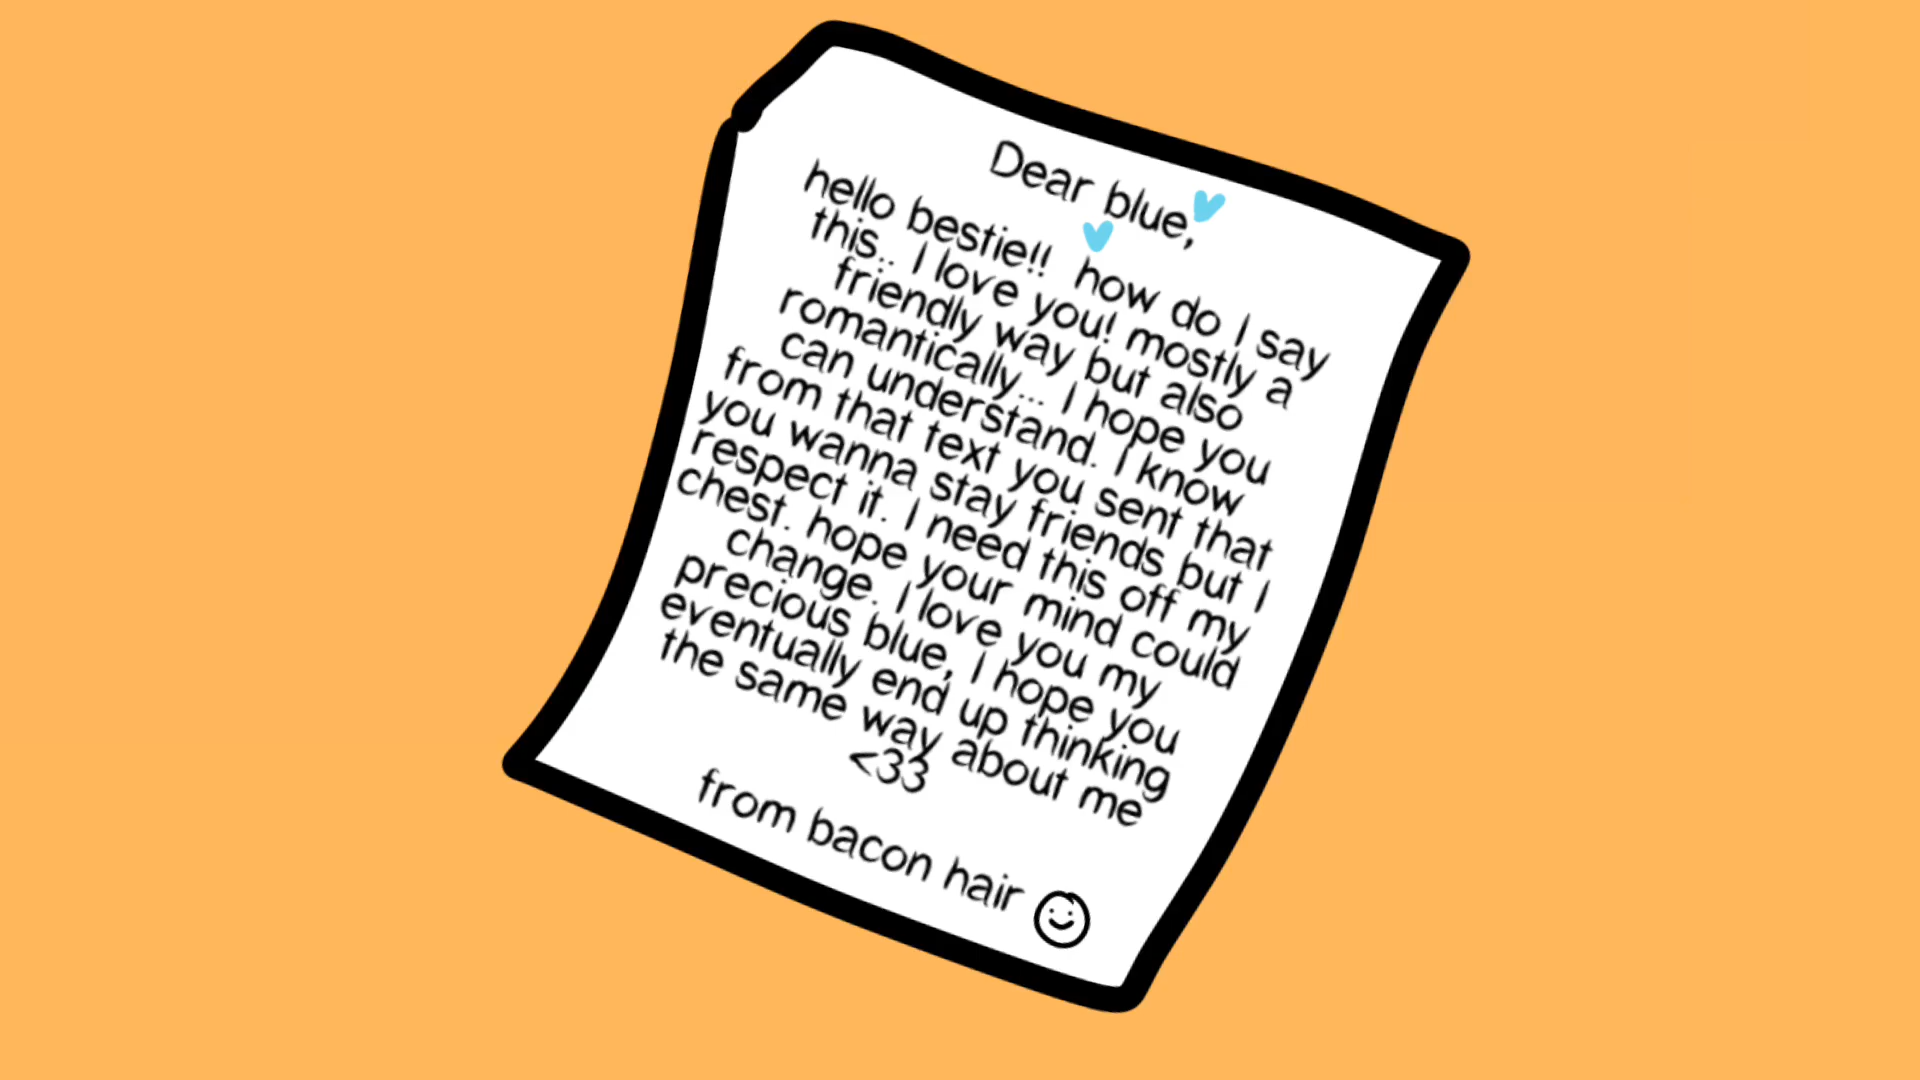 Dear blue,
hello bestie!! how do I say
this.. I love you! mostly a
friendly way but also
romantically... I hope you
can understand. I know
from that text you sent that
you wanna stay friends but I
respect it. I need this off my
chest. hope your mind could
change. I love you my
precious blue, I hope you
eventually end up thinking
the same way about me
<33
from bacon hair